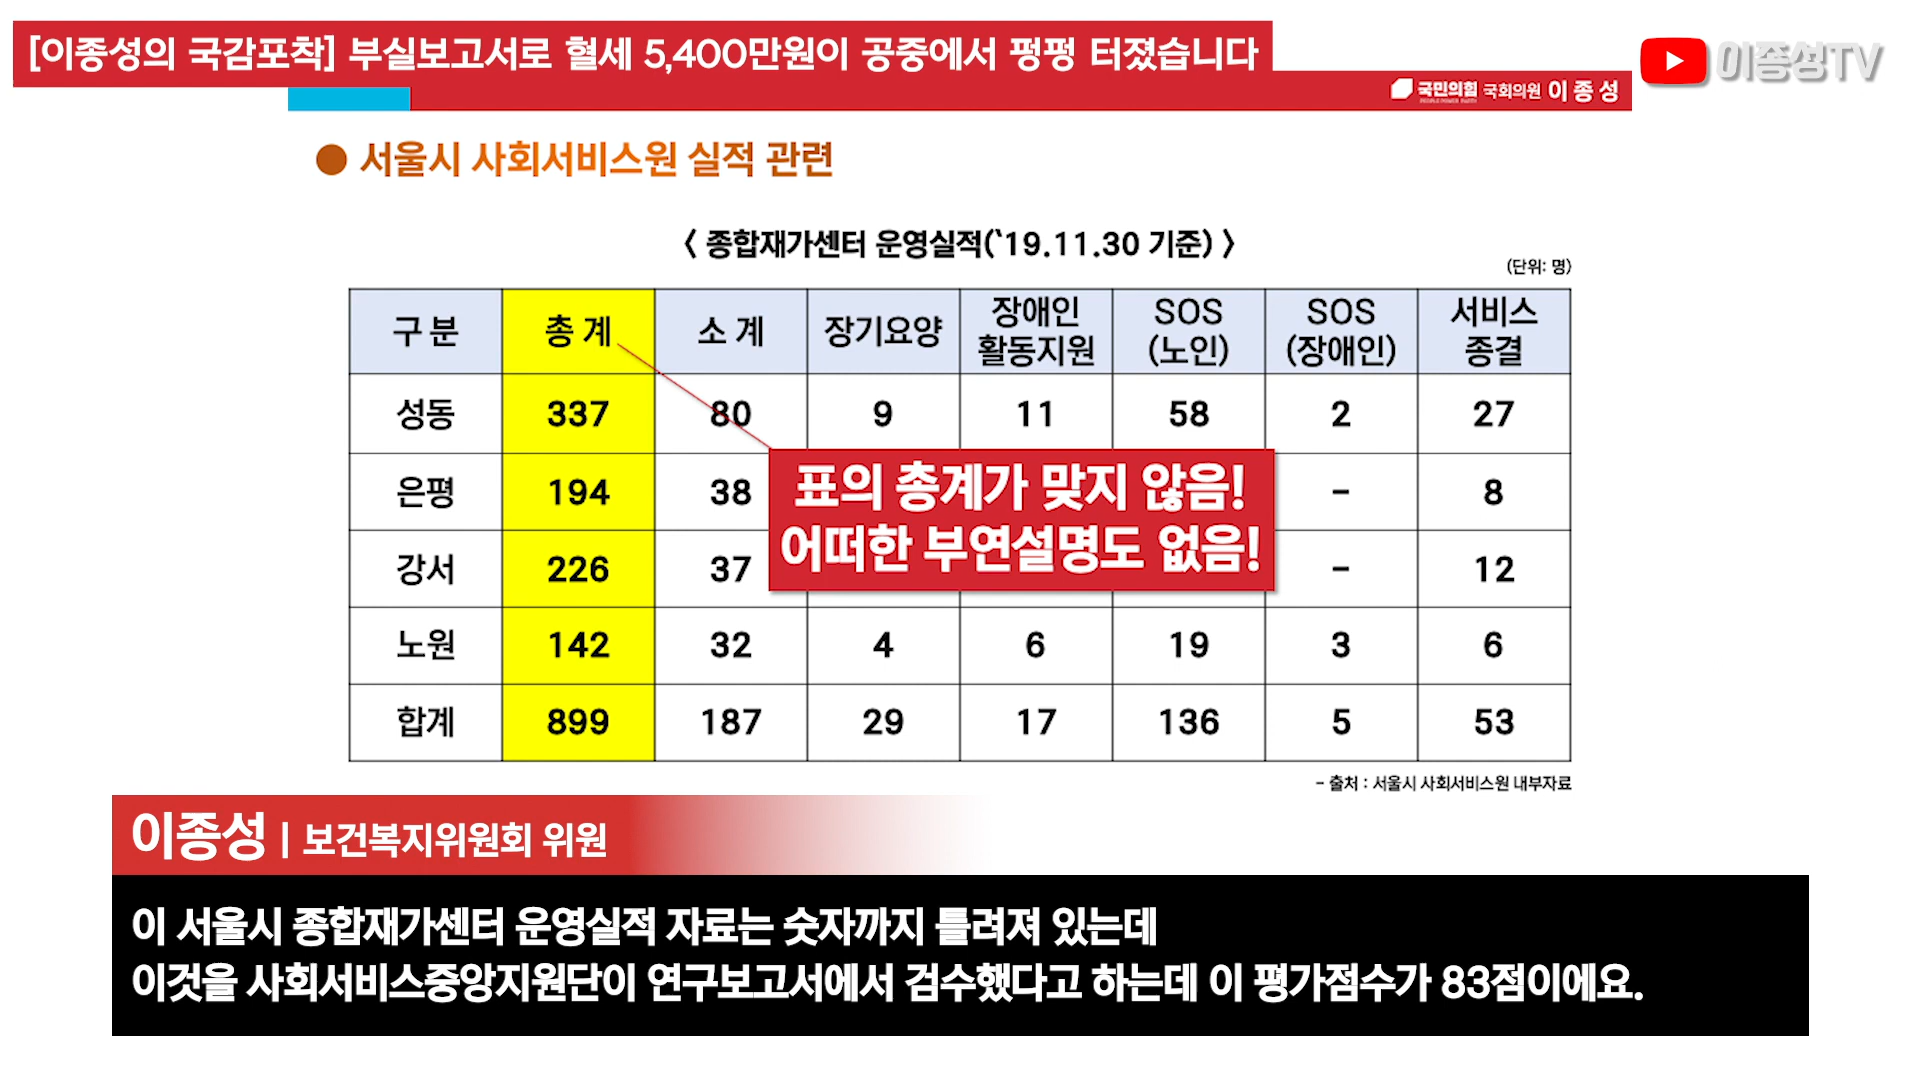 [이종성의 국감포착] 부실보고서로 혈세 5,400만원이 공중에서 펑펑 터졌습니다
이종성TV
국민의힘 국회의원 이종성
● 서울시 사회서비스원 실적 관련
< 종합재가센터 운영실적(`19.11.30 기준) >
(단위: 명)
구 분 총 계 소 계 장기요양 장애인 활동지원 SOS (노인) SOS (장애인) 서비스 종결
성동 337 80 9 11 58 2 27
은평 194 38 - 8
표의 총계가 맞지 않음!
어떠한 부연설명도 없음!
강서 226 37 - 12
노원 142 32 4 6 19 3 6
합계 899 187 29 17 136 5 53
- 출처 : 서울시 사회서비스원 내부자료
이종성 | 보건복지위원회 위원
이 서울시 종합재가센터 운영실적 자료는 숫자까지 틀려져 있는데
이것을 사회서비스중앙지원단이 연구보고서에서 검수했다고 하는데 이 평가점수가 83점이에요.